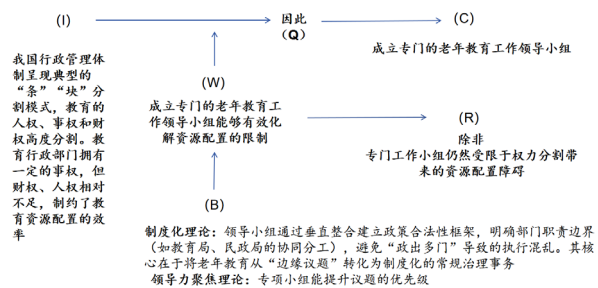 (I)
因此
(Q)
(C)
成立专门的老年教育工作领导小组
我国行政管理体
制呈现典型的
“条”“块”分
割模式，教育的
人权、事权和财
权高度分割。教
育行政部门拥有
一定的事权，但
财权、人权相对
不足，制约了教
育资源配置的效
率
(W)
成立专门的老年教育工
作领导小组能够有效化
解资源配置的限制
(R)
除非
专门工作小组仍然受限于权力分割带
来的资源配置障碍
(B)
制度化理论：领导小组通过垂直整合建立政策合法性框架，明确部门职责边界
（如教育局、民政局的协同分工），避免“政出多门”导致的执行混乱。其核
心在于将老年教育从“边缘议题”转化为制度化的常规治理事务
领导力聚焦理论：专项小组能提升议题的优先级